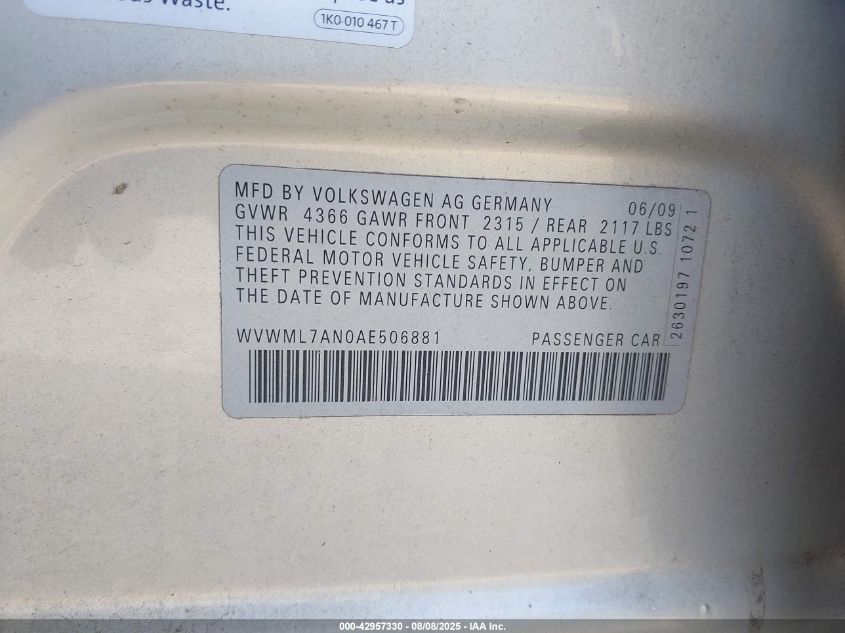 us Waste.
1K0 010 467 T
MFD BY VOLKSWAGEN AG GERMANY 06/09
GVWR 4366 GAWR FRONT 2315 / REAR 2117 LBS
THIS VEHICLE CONFORMS TO ALL APPLICABLE U.S.
FEDERAL MOTOR VEHICLE SAFETY, BUMPER AND
THEFT PREVENTION STANDARDS IN EFFECT ON
THE DATE OF MANUFACTURE SHOWN ABOVE.
WVWML7AN0AE506881 PASSENGER CAR
2630197 10721
000-42957330 - 08/08/2025 - IAA Inc.